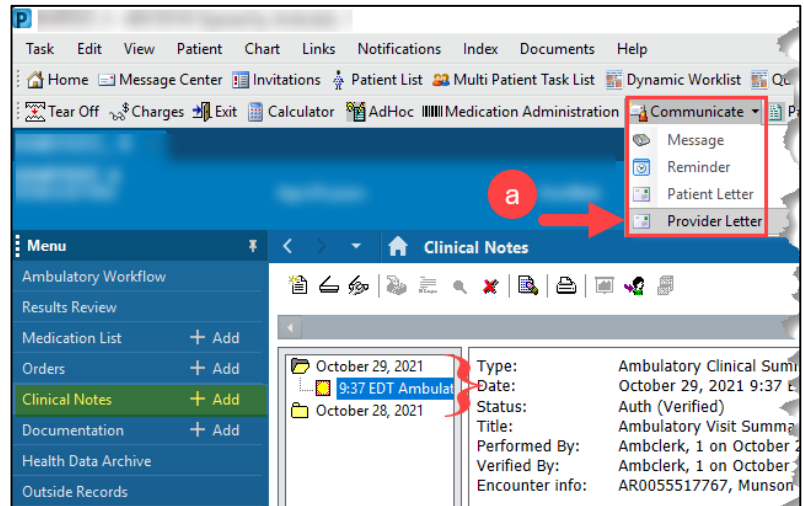 P
Task Edit View Patient Chart Links Notifications Index Documents Help
Home Message Center Invitations Patient List Multi Patient Task List Dynamic Worklist
Tear Off Charges Exit Calculator AdHoc Medication Administration Communicate
Message
Reminder
Patient Letter
a
Provider Letter
Menu
Clinical Notes
Ambulatory Workflow
Results Review
Medication List + Add
Orders + Add
Clinical Notes + Add
Documentation + Add
Health Data Archive
Outside Records
October 29, 2021
9:37 EDT Ambulat
October 28, 2021
Type: Ambulatory Clinical Summ
Date: October 29, 2021 9:37 E
Status: Auth (Verified)
Title: Ambulatory Visit Summa
Performed By: Ambclerk, 1 on October 2
Verified By: Ambclerk, 1 on October
Encounter info: AR0055517767, Munson